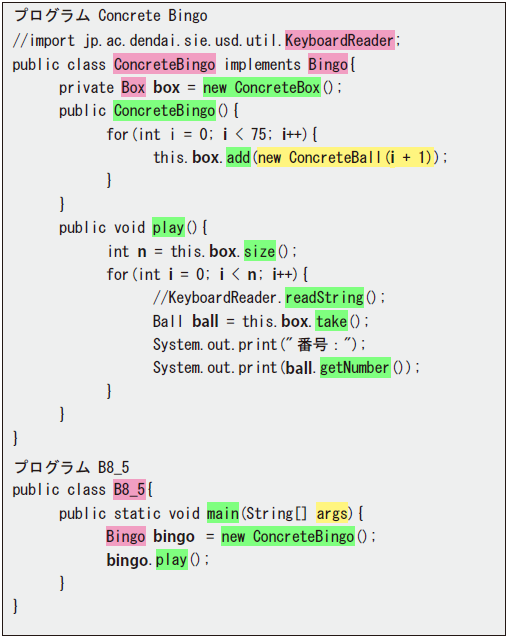 プログラム Concrete Bingo
//import jp.ac.dendai.sie.usd.util.KeyboardReader;
public class ConcreteBingo implements Bingo{
private Box box = new ConcreteBox();
public ConcreteBingo(){
for(int i = 0; i < 75; i++){
this.box.add(new ConcreteBall(i + 1));
}
}
public void play(){
int n = this.box.size();
for(int i = 0; i < n; i++){
//KeyboardReader.readString();
Ball ball = this.box.take();
System.out.print("番号:");
System.out.print(ball.getNumber());
}
}
}
プログラム B8_5
public class B8_5{
public static void main(String[] args){
Bingo bingo = new ConcreteBingo();
bingo.play();
}
}